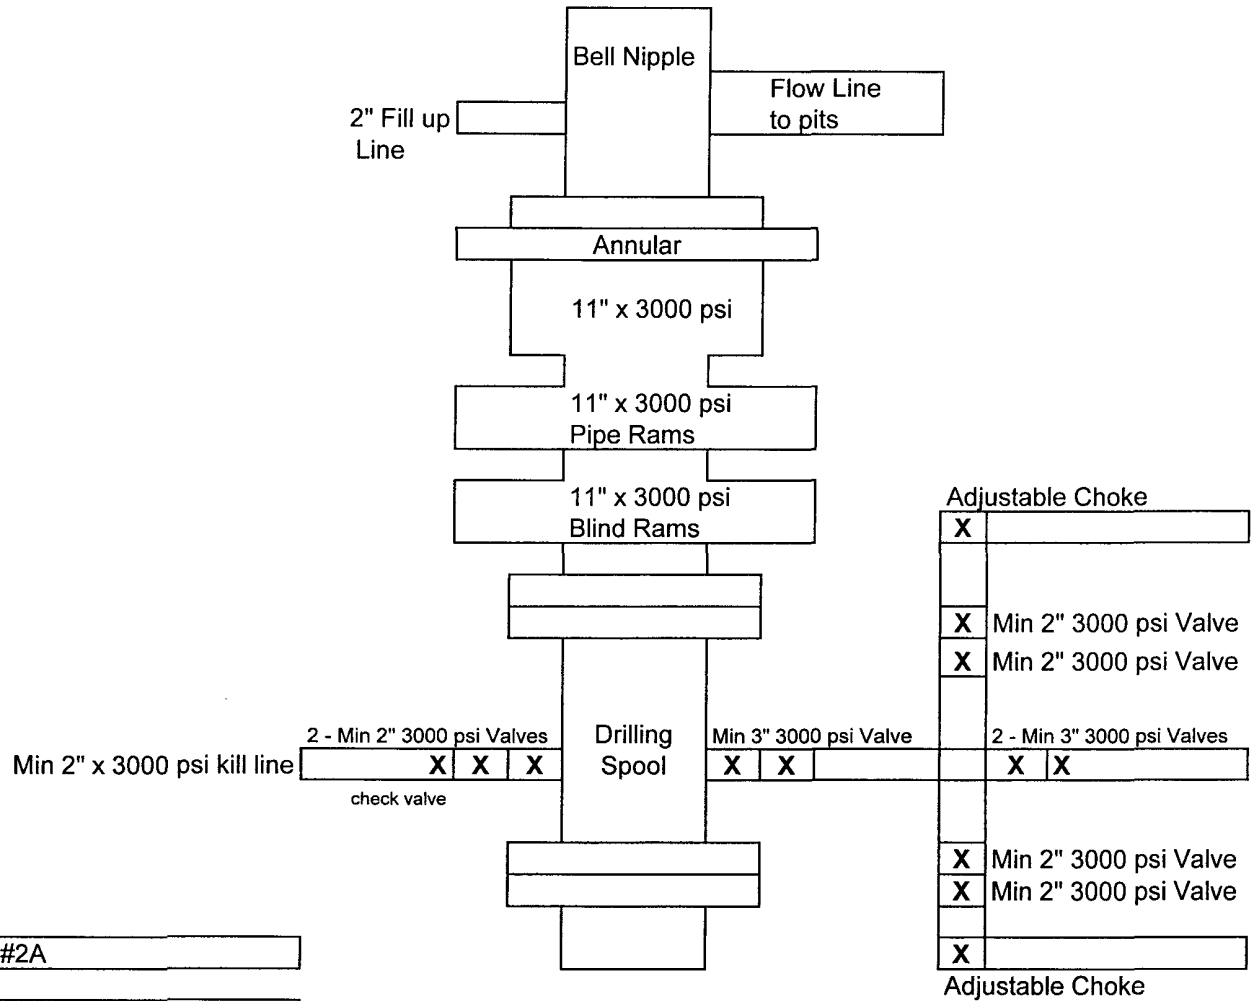 Bell Nipple
Flow Line
to pits
2" Fill up
Line
Annular
11" x 3000 psi
11" x 3000 psi
Pipe Rams
11" x 3000 psi
Blind Rams
Adjustable Choke
X
X Min 2" 3000 psi Valve
X Min 2" 3000 psi Valve
2 - Min 2" 3000 psi Valves
Drilling
Spool
Min 3" 3000 psi Valve
2 - Min 3" 3000 psi Valves
Min 2" x 3000 psi kill line
X X X
X X
X X
check valve
X Min 2" 3000 psi Valve
X Min 2" 3000 psi Valve
#2A
X
Adjustable Choke